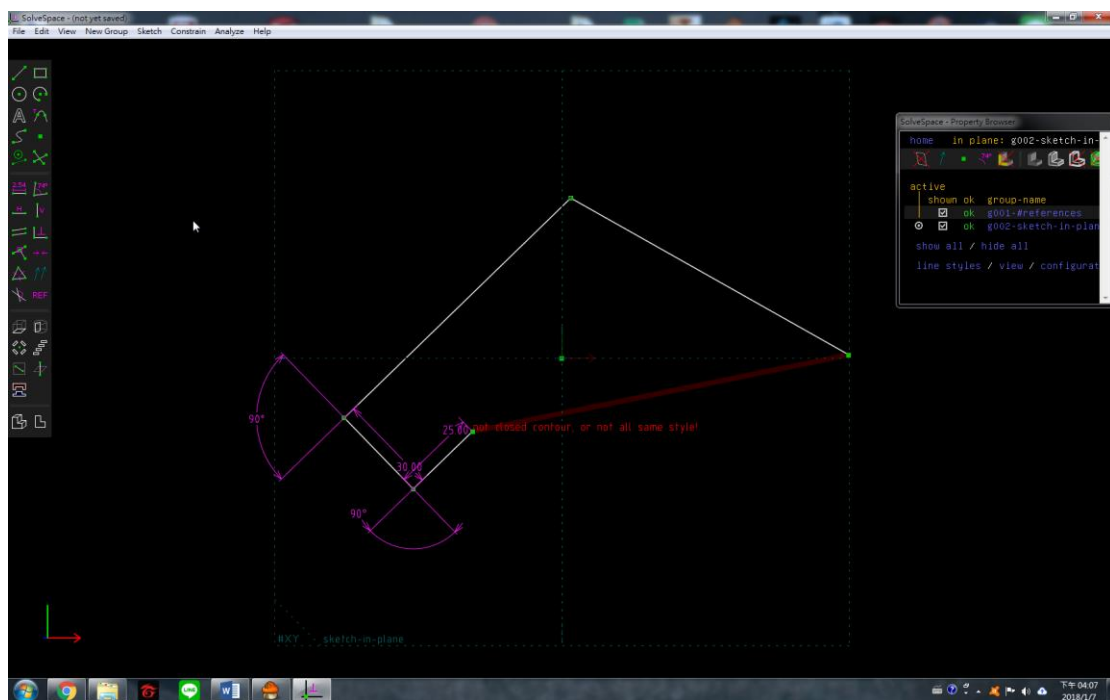 SolveSpace - (not yet saved)
File Edit View New Group Sketch Constrain Analyze Help
SolveSpace - Property Browser
home in plane: g002-sketch-in-
active
shown ok group-name
ok g001-#references
ok g002-sketch-in-plan
show all / hide all
line styles / view / configurat
2.54
H
V
REF
90°
25.00
not closed contour, or not all same style!
30.00
90°
#XY sketch-in-plane
下午 04:07
2018/1/7